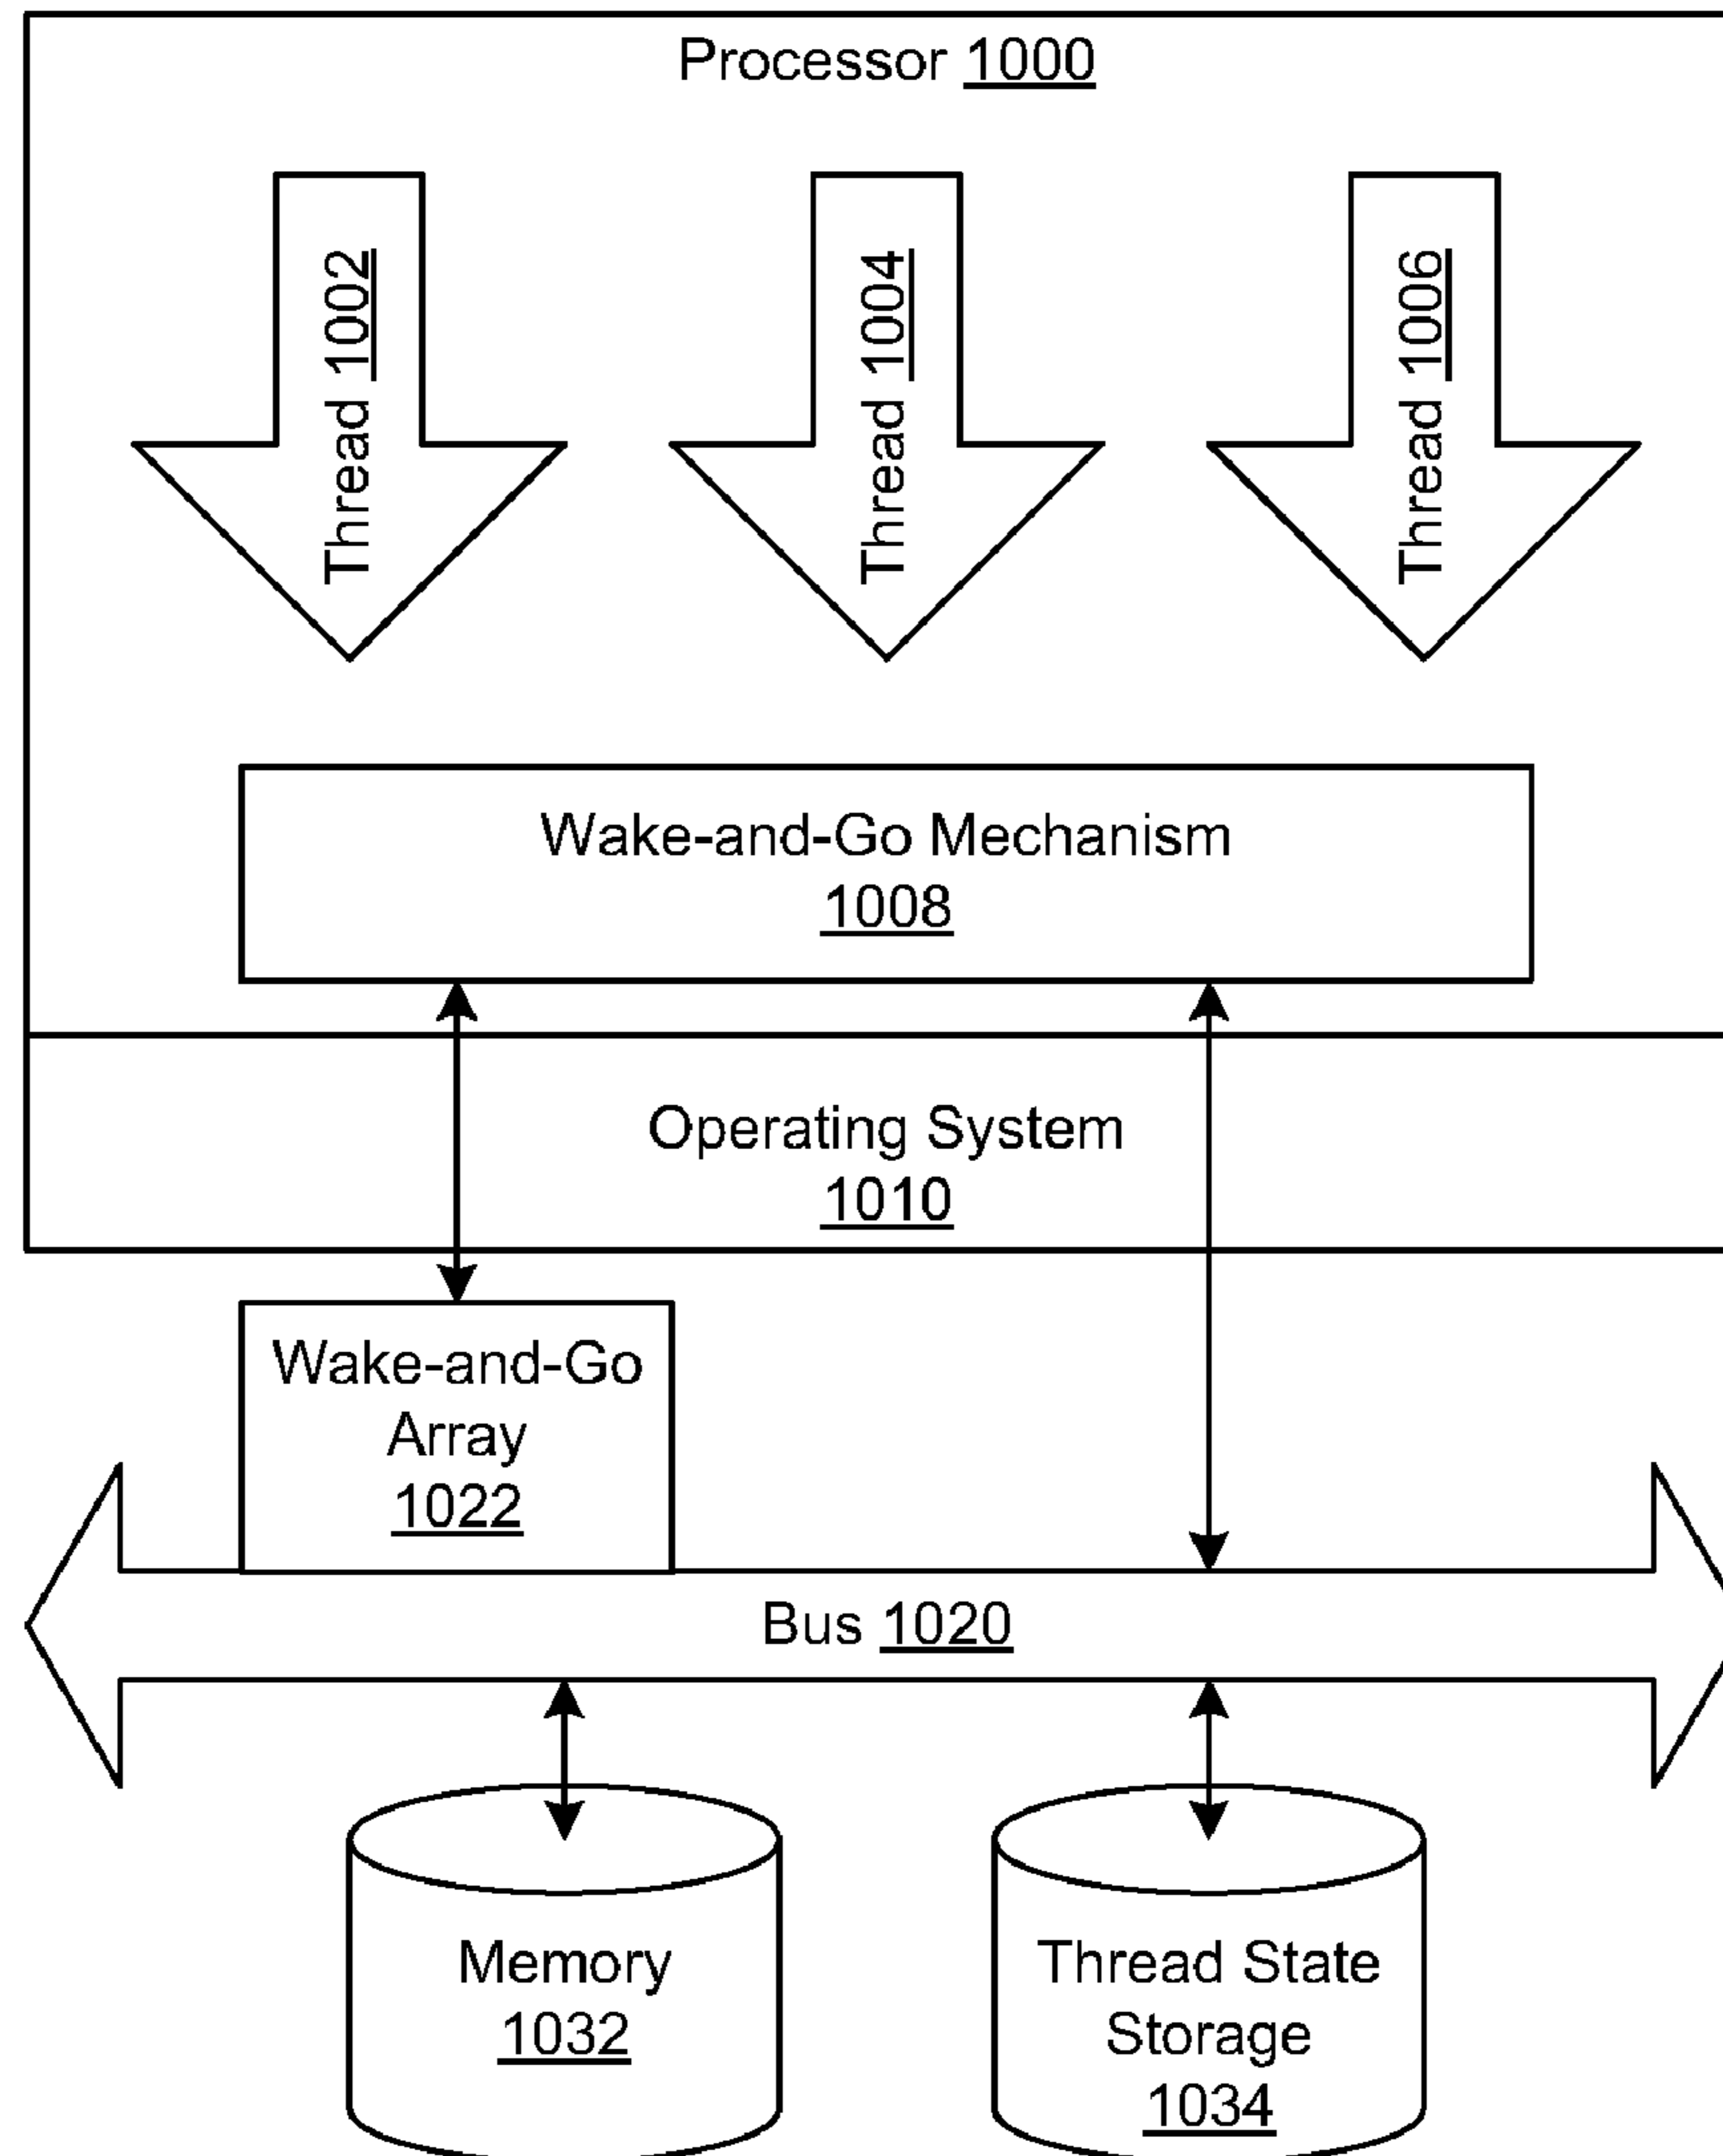 Processor 1000
Thread 1002
Thread 1004
Thread 1006
Wake-and-Go Mechanism
1008
Operating System
1010
Wake-and-Go
Array
1022
Bus 1020
Memory
1032
Thread State
Storage
1034